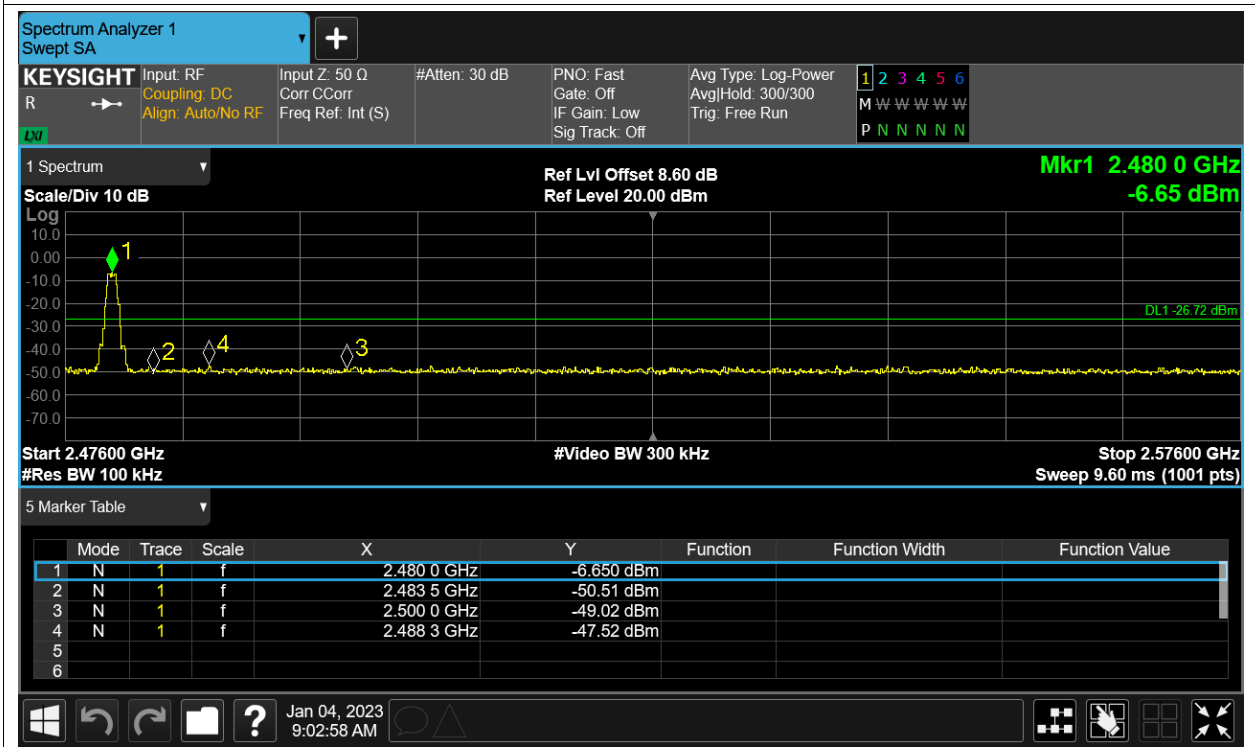 Spectrum Analyzer 1
Swept SA
KEYSIGHT Input: RF Input Z: 50 Ω #Atten: 30 dB PNO: Fast Avg Type: Log-Power 1 2 3 4 5 6
R Coupling: DC Corr CCorr Gate: Off Avg|Hold: 300/300 M W W W W W
Align: Auto/No RF Freq Ref: Int (S) IF Gain: Low Trig: Free Run
LXI Sig Track: Off P N N N N N
1 Spectrum Ref Lvl Offset 8.60 dB Mkr1 2.480 0 GHz
Scale/Div 10 dB Ref Level 20.00 dBm -6.65 dBm
Log
10.0
0.00
-10.0
-20.0
-30.0
-40.0
-50.0
-60.0
-70.0
1
2
4
3
DL1 -26.72 dBm
Start 2.47600 GHz #Video BW 300 kHz Stop 2.57600 GHz
#Res BW 100 kHz Sweep 9.60 ms (1001 pts)
5 Marker Table
Mode Trace Scale X Y Function Function Width Function Value
1 N 1 f 2.480 0 GHz -6.650 dBm
2 N 1 f 2.483 5 GHz -50.51 dBm
3 N 1 f 2.500 0 GHz -49.02 dBm
4 N 1 f 2.488 3 GHz -47.52 dBm
5
6
? Jan 04, 2023
9:02:58 AM